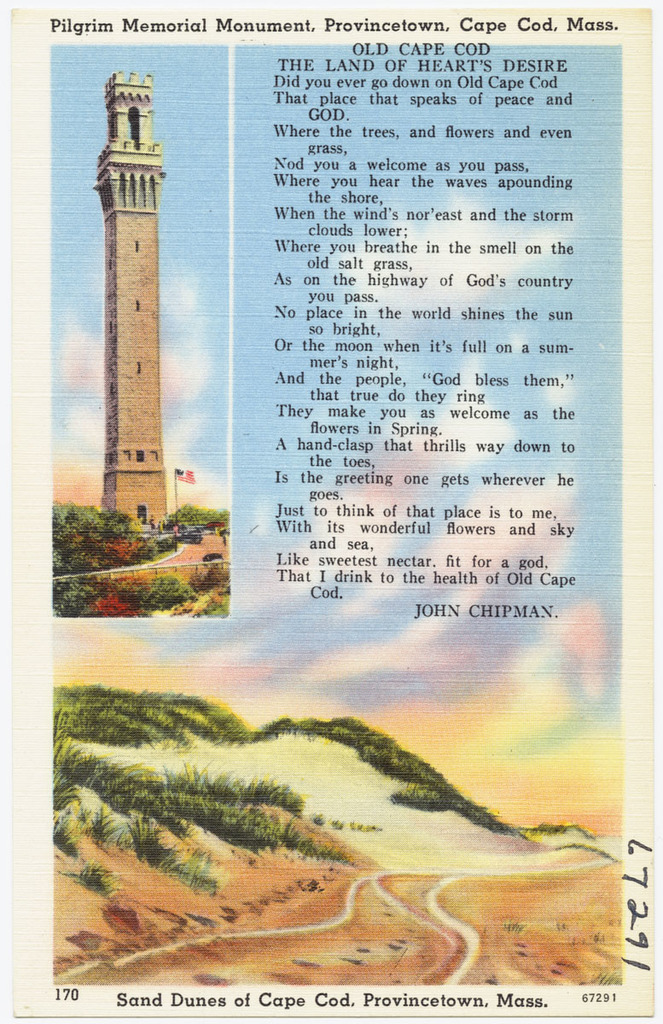 Pilgrim Memorial Monument, Provincetown, Cape Cod, Mass.
OLD CAPE COD
THE LAND OF HEART'S DESIRE
Did you ever go down on Old Cape Cod
That place that speaks of peace and
GOD.
Where the trees, and flowers and even
grass,
Nod you a welcome as you pass,
Where you hear the waves apounding
the shore,
When the wind's nor'east and the storm
clouds lower;
Where you breathe in the smell on the
old salt grass,
As on the highway of God's country
you pass.
No place in the world shines the sun
so bright,
Or the moon when it's full on a sum-
mer's night,
And the people, "God bless them,"
that true do they ring
They make you as welcome as the
flowers in Spring.
A hand-clasp that thrills way down to
the toes,
Is the greeting one gets wherever he
goes.
Just to think of that place is to me,
With its wonderful flowers and sky
and sea,
Like sweetest nectar. fit for a god,
That I drink to the health of Old Cape
Cod.
JOHN CHIPMAN.
67291
170
Sand Dunes of Cape Cod, Provincetown, Mass.
67291